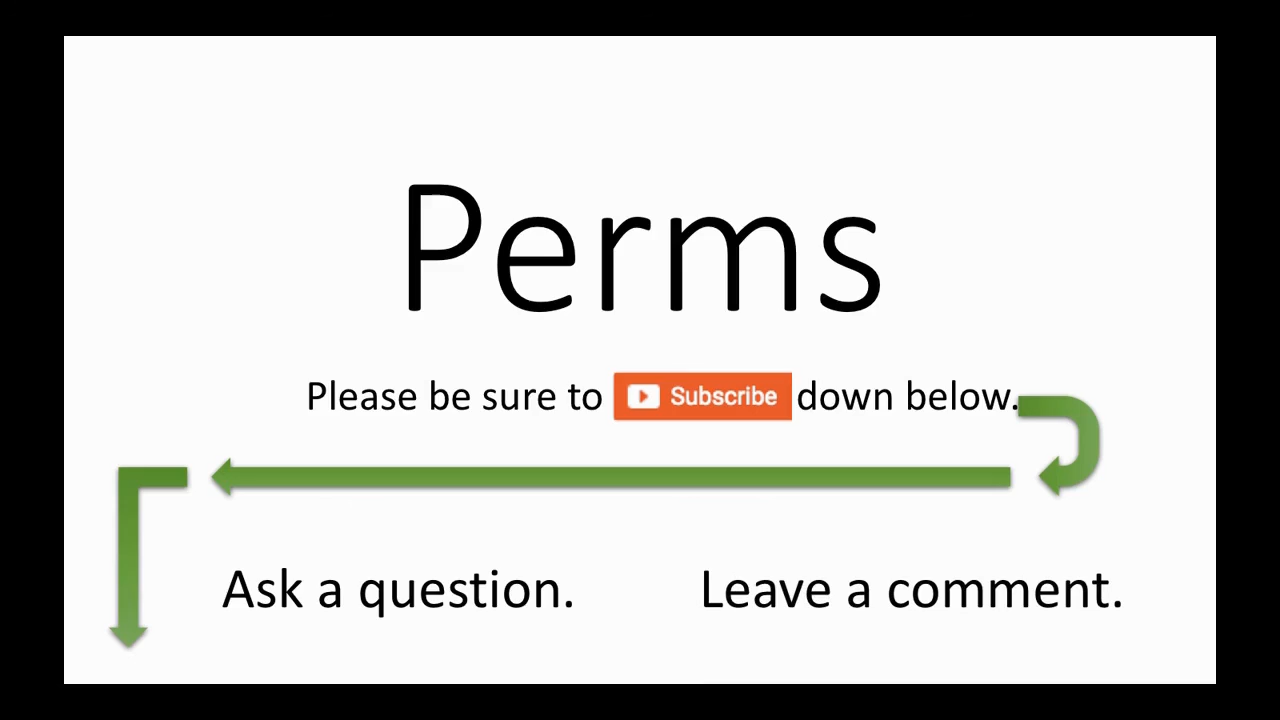 Perms
Please be sure to Subscribe down below.
Ask a question. Leave a comment.